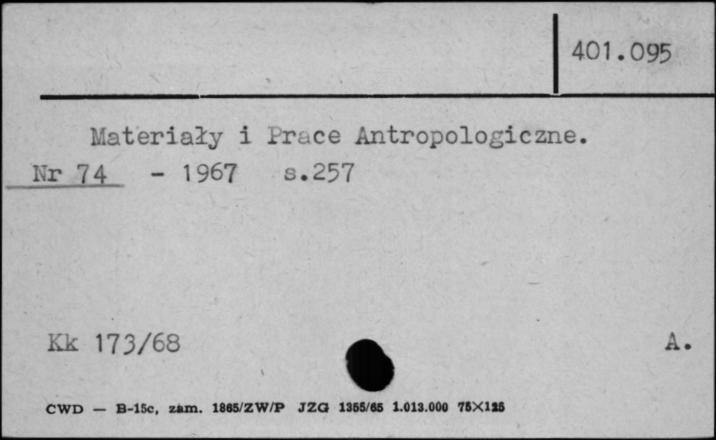 401.095
Materiały i Prace Antropologiczne.
Nr 74 - 1967 s.257
Kk 173/68 A.
CWD — B-15c, zam. 1865/ZW/P JZG 1355/65 1.013.000 75×125